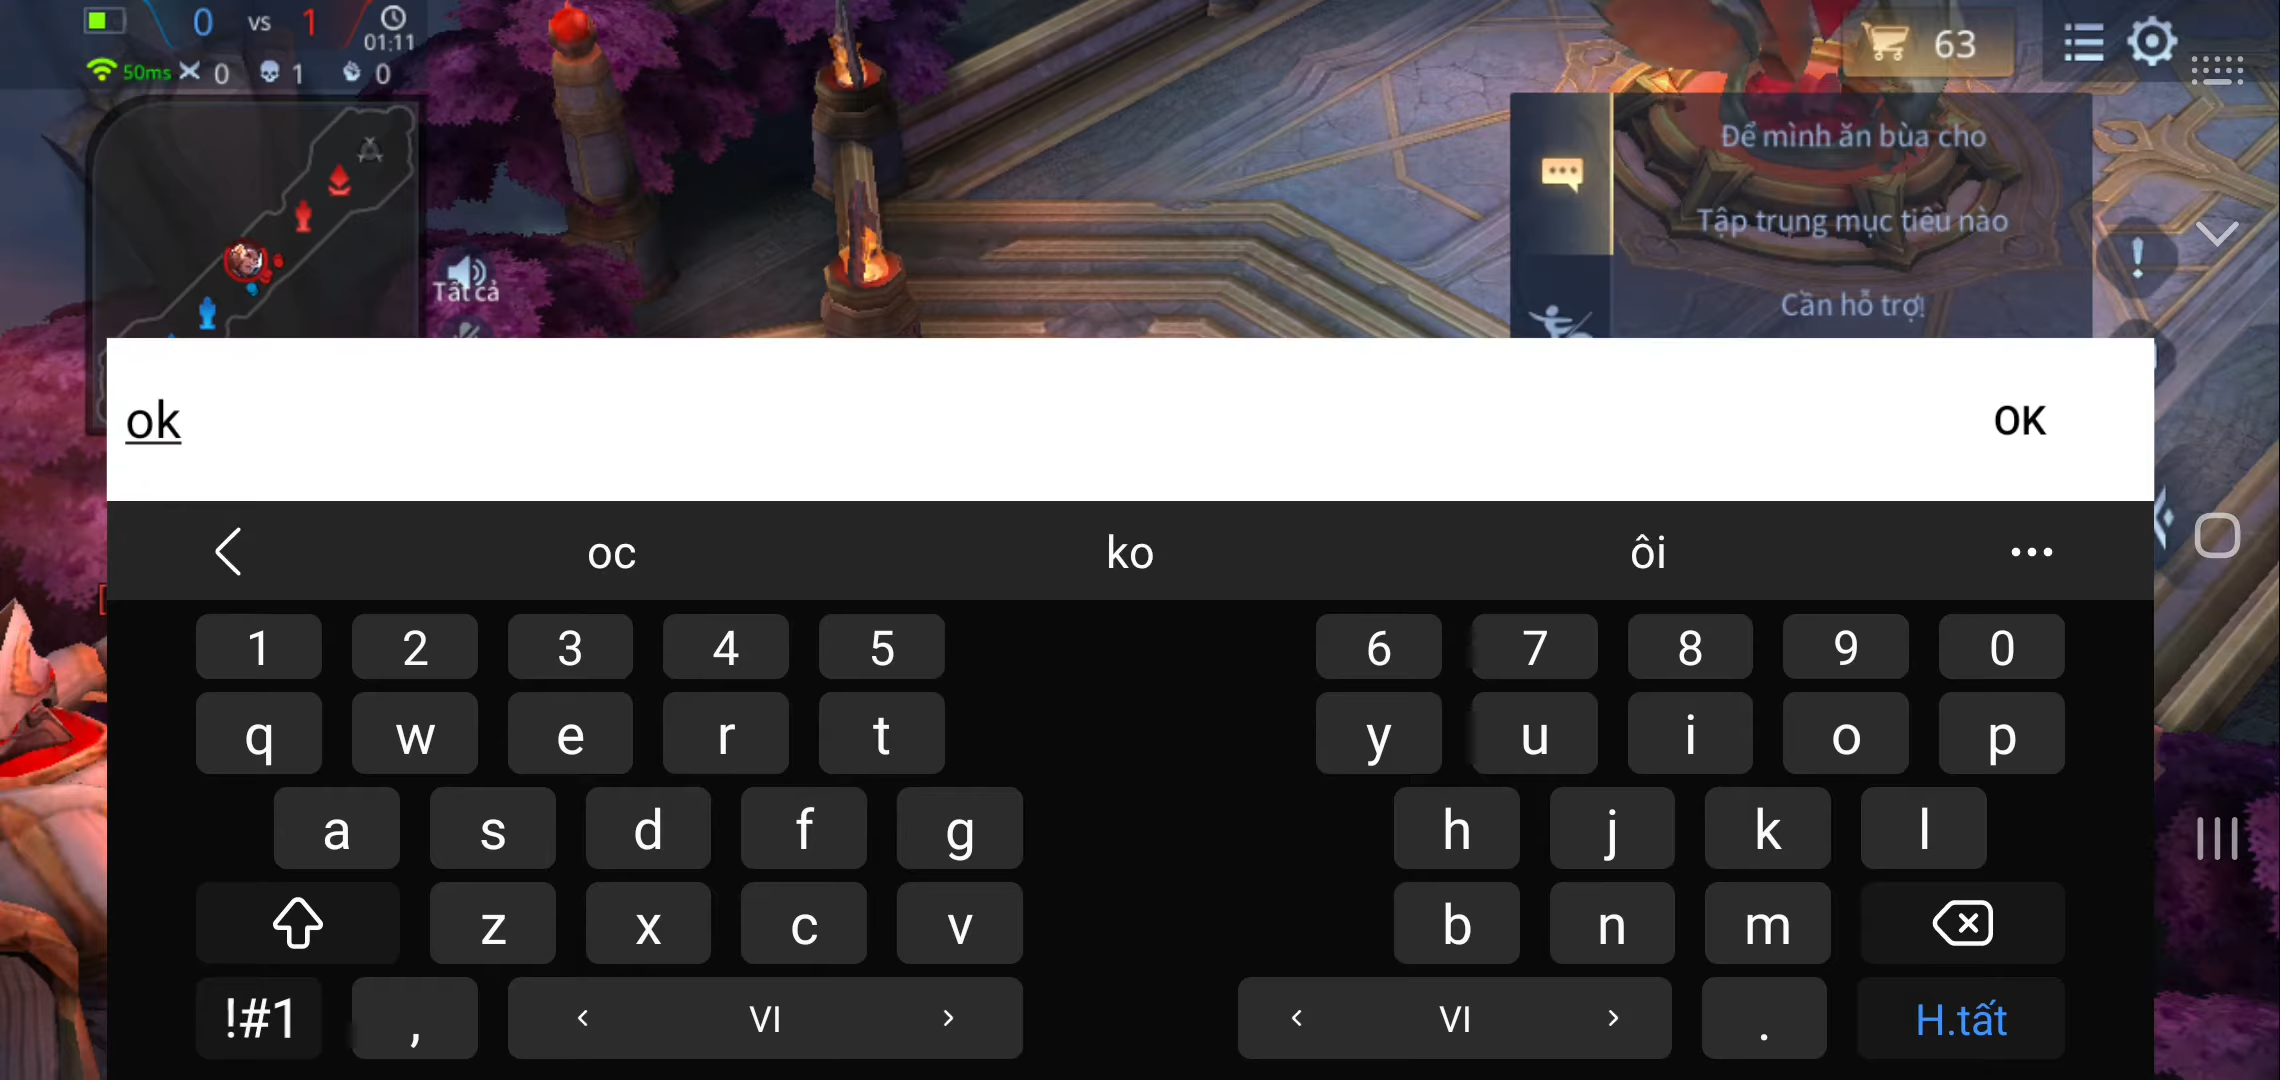 0 vs 1
01:11
50ms 0 1 0
63
Để mình ăn bùa cho
Tập trung mục tiêu nào
Cần hỗ trợ!
Tất cả
ok
OK
oc ko ôi
1 2 3 4 5 6 7 8 9 0
q w e r t y u i o p
a s d f g h j k l
z x c v b n m
!#1 , < VI > < VI > . H.tất